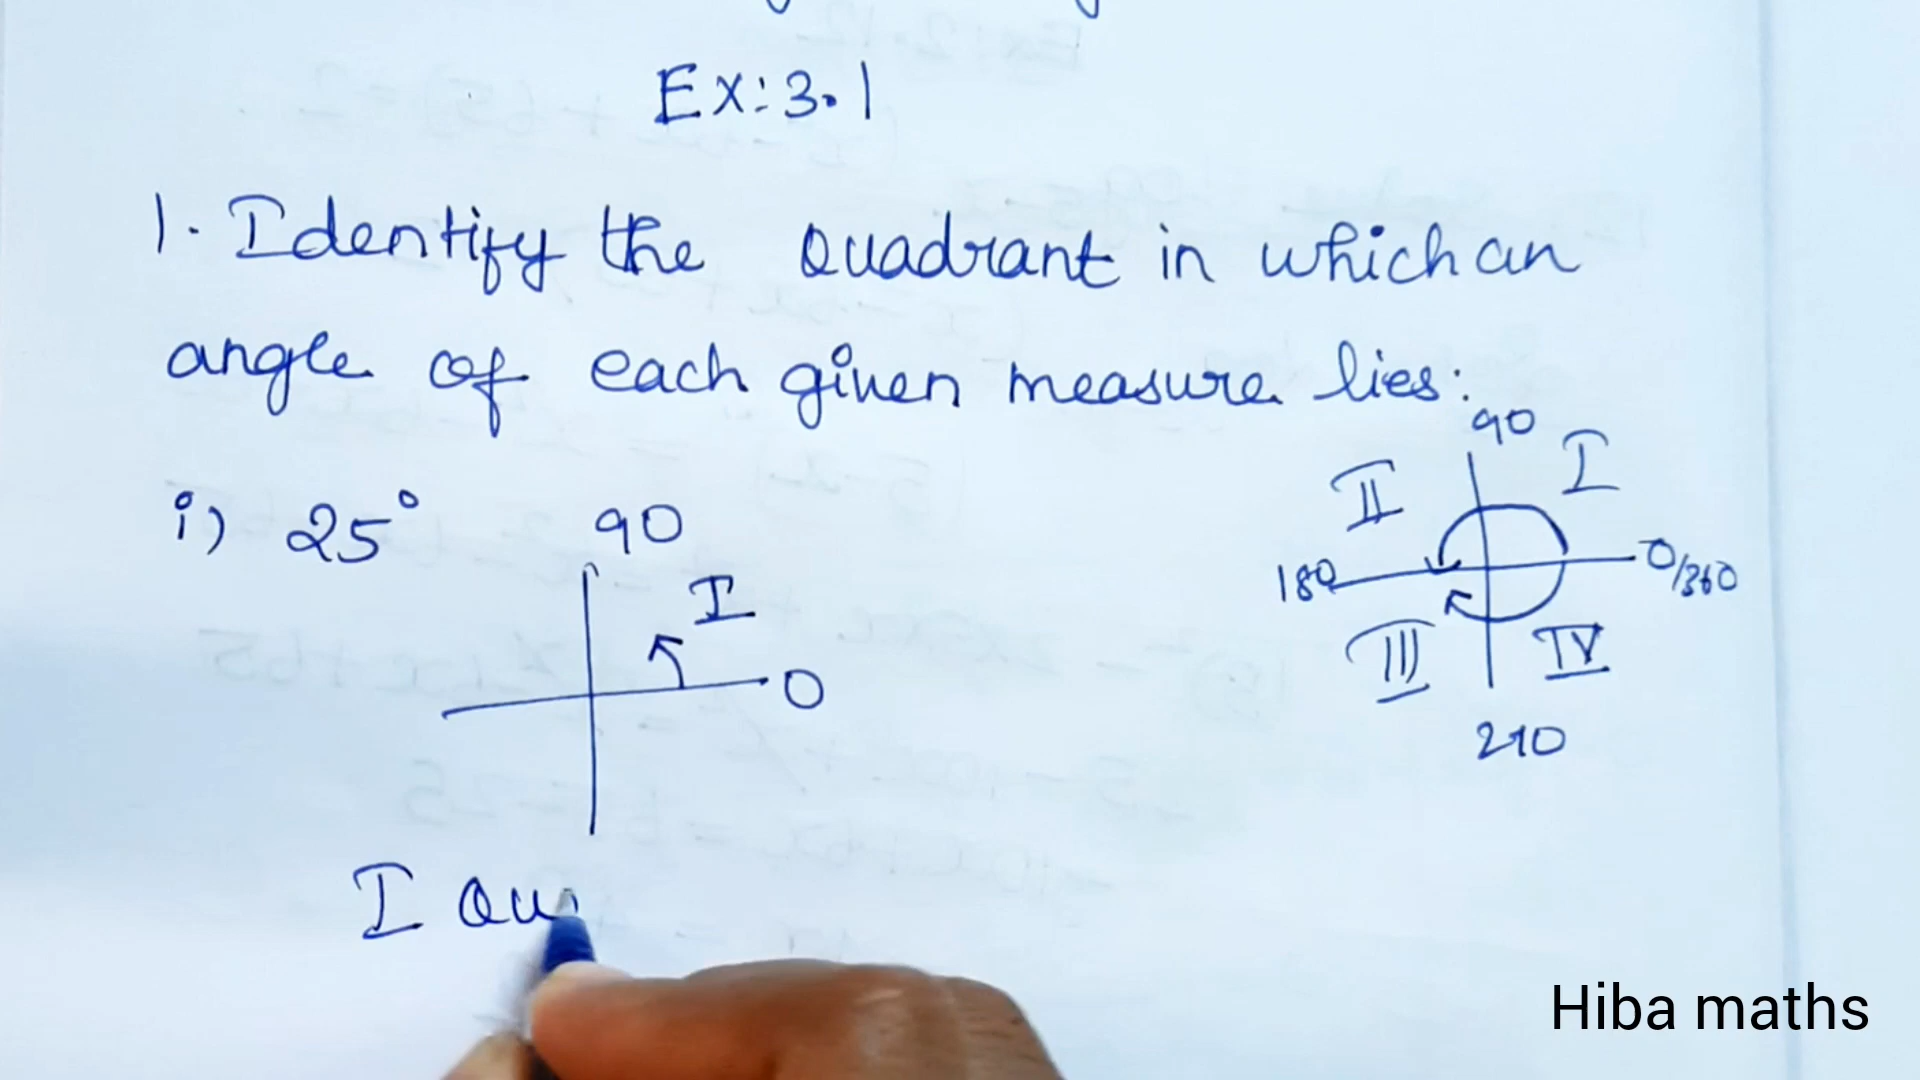 Ex: 3.1
1. Identify the Quadrant in which an
angle of each given measure lies:
i) 25°
90
I
0
I Qu
90
II
I
180
0/360
III
IV
270
Hiba maths